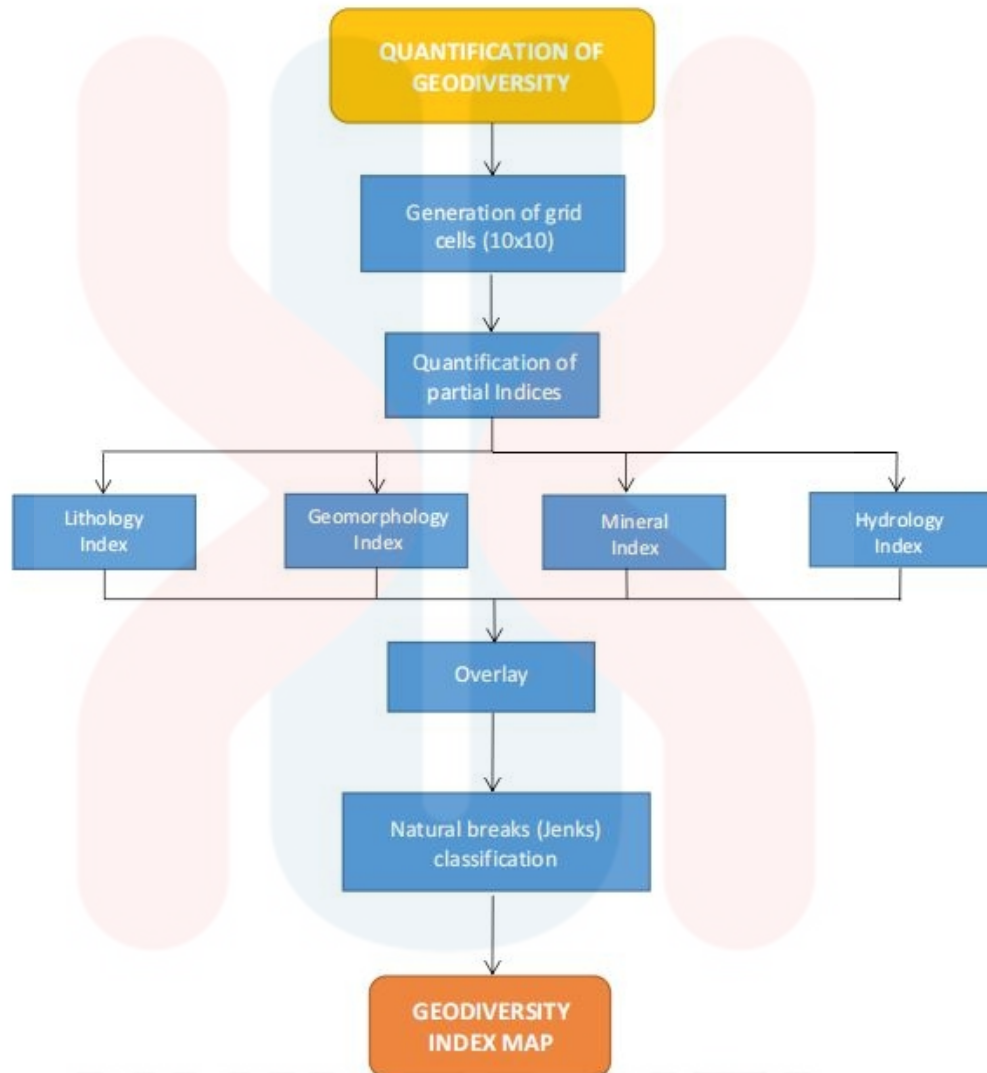 QUANTIFICATION OF
GEODIVERSITY
Generation of grid
cells (10x10)
Quantification of
partial Indices
Lithology
Index
Geomorphology
Index
Mineral
Index
Hydrology
Index
Overlay
Natural breaks (Jenks)
classification
GEODIVERSITY
INDEX MAP